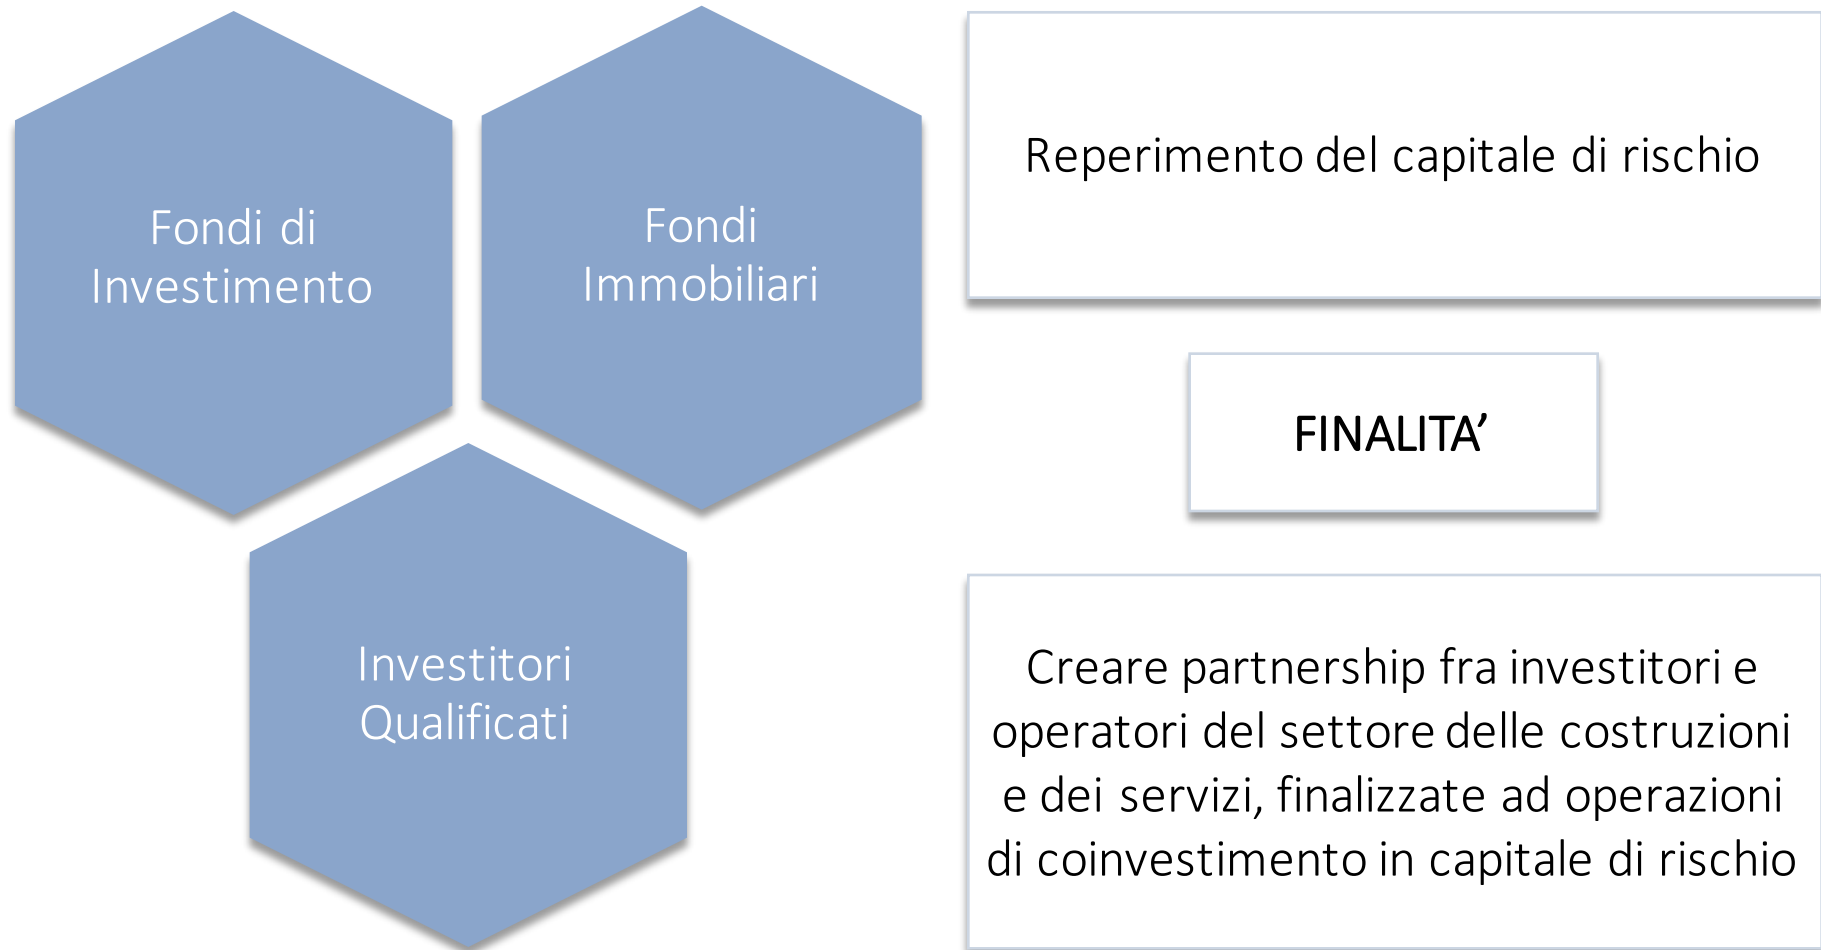 Fondi di
Investimento
Fondi
Immobiliari
Investitori
Qualificati
Reperimento del capitale di rischio
FINALITA’
Creare partnership fra investitori e
operatori del settore delle costruzioni
e dei servizi, finalizzate ad operazioni
di coinvestimento in capitale di rischio